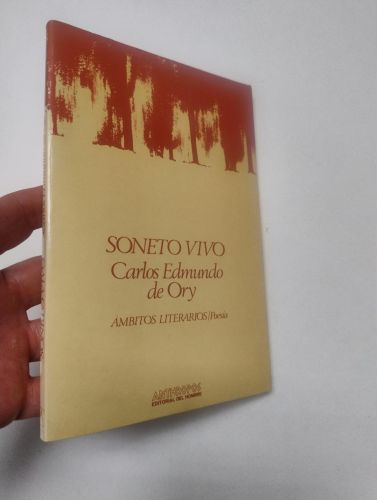 SONETO VIVO
Carlos Edmundo
de Ory
AMBITOS LITERARIOS/Poesía
ANTHROPOS
EDITORIAL DEL HOMBRE